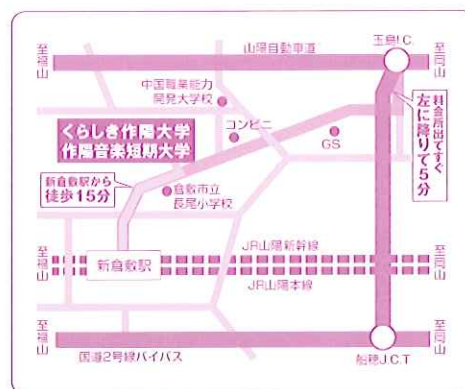 玉島I.C.
至福山
山陽自動車道
至岡山
中国職業能力
開発大学校
コンビニ
くらしき作陽大学
作陽音楽短期大学
GS
料金所出てすぐ
左に降りて5分
新倉敷駅から
徒歩15分
倉敷市立
長尾小学校
JR山陽新幹線
至福山
新倉敷駅
至岡山
JR山陽本線
至福山
至岡山
国道2号線バイパス
船穂J.C.T